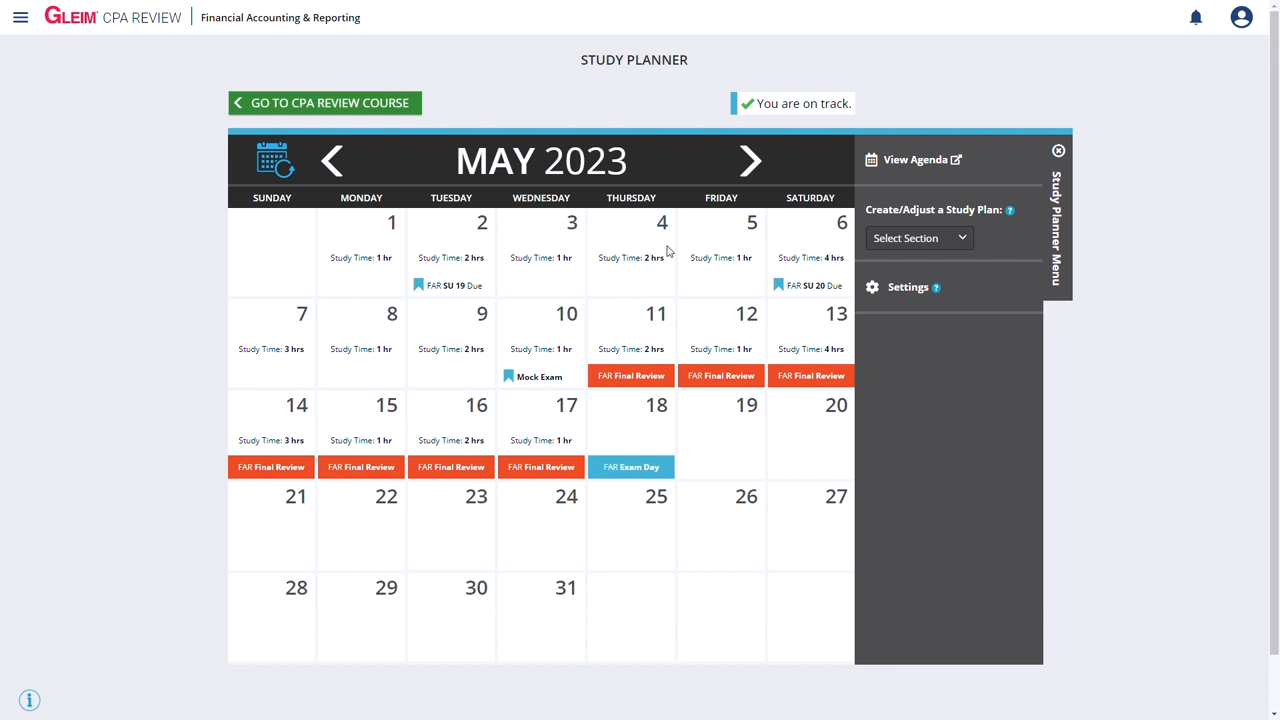 GLEIM CPA REVIEW Financial Accounting & Reporting
STUDY PLANNER
GO TO CPA REVIEW COURSE
You are on track.
MAY 2023
SUNDAY MONDAY TUESDAY WEDNESDAY THURSDAY FRIDAY SATURDAY
1 2 3 4 5 6
Study Time: 1 hr Study Time: 2 hrs Study Time: 1 hr Study Time: 2 hrs Study Time: 1 hr Study Time: 4 hrs
FAR SU 19 Due FAR SU 20 Due
7 8 9 10 11 12 13
Study Time: 3 hrs Study Time: 1 hr Study Time: 2 hrs Study Time: 1 hr Study Time: 2 hrs Study Time: 1 hr Study Time: 4 hrs
Mock Exam FAR Final Review FAR Final Review FAR Final Review
14 15 16 17 18 19 20
Study Time: 3 hrs Study Time: 1 hr Study Time: 2 hrs Study Time: 1 hr
FAR Final Review FAR Final Review FAR Final Review FAR Final Review FAR Exam Day
21 22 23 24 25 26 27
28 29 30 31
View Agenda
Create/Adjust a Study Plan: ?
Select Section
Settings ?
Study Planner Menu
i